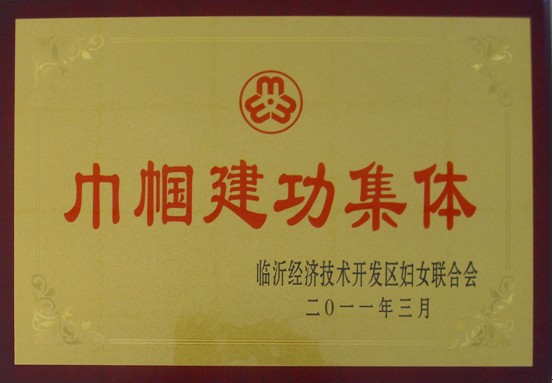 巾帼建功集体
临沂经济技术开发区妇女联合会
二0一一年三月